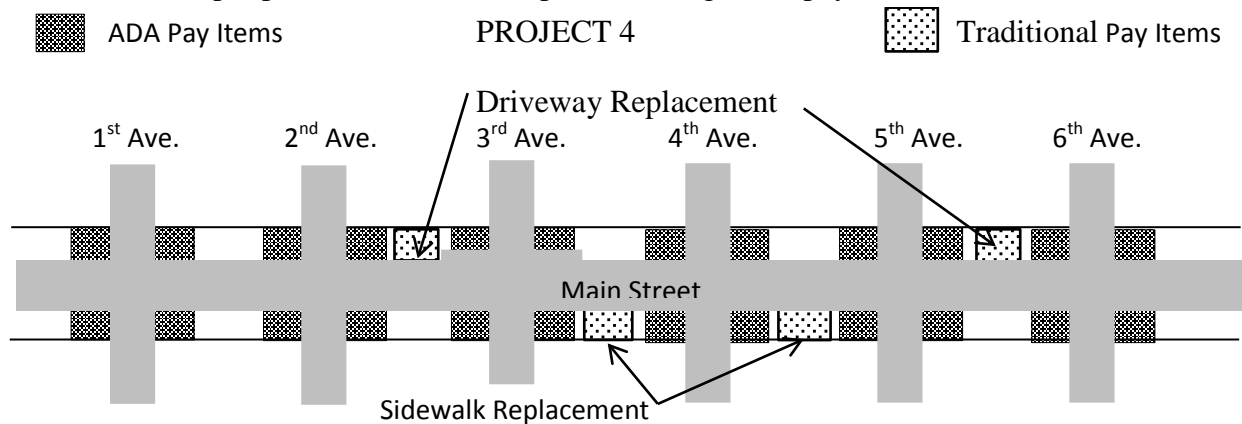 ADA Pay Items
PROJECT 4
Traditional Pay Items
Driveway Replacement
1st Ave.
2nd Ave.
3rd Ave.
4th Ave.
5th Ave.
6th Ave.
Main Street
Sidewalk Replacement